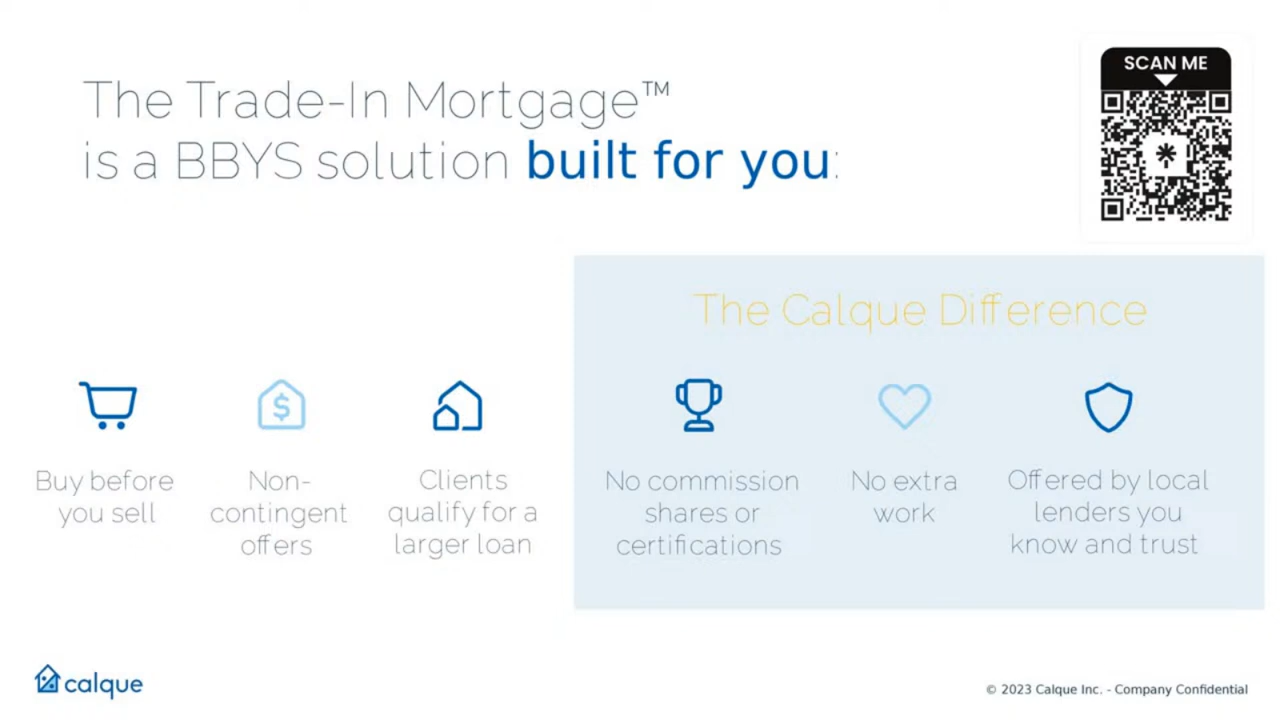 SCAN ME
The Trade-In Mortgage™
is a BBYS solution built for you:
The Calque Difference
Buy before
you sell
Non-
contingent
offers
Clients
qualify for a
larger loan
No commission
shares or
certifications
No extra
work
Offered by local
lenders you
know and trust
calque
© 2023 Calque Inc. - Company Confidential